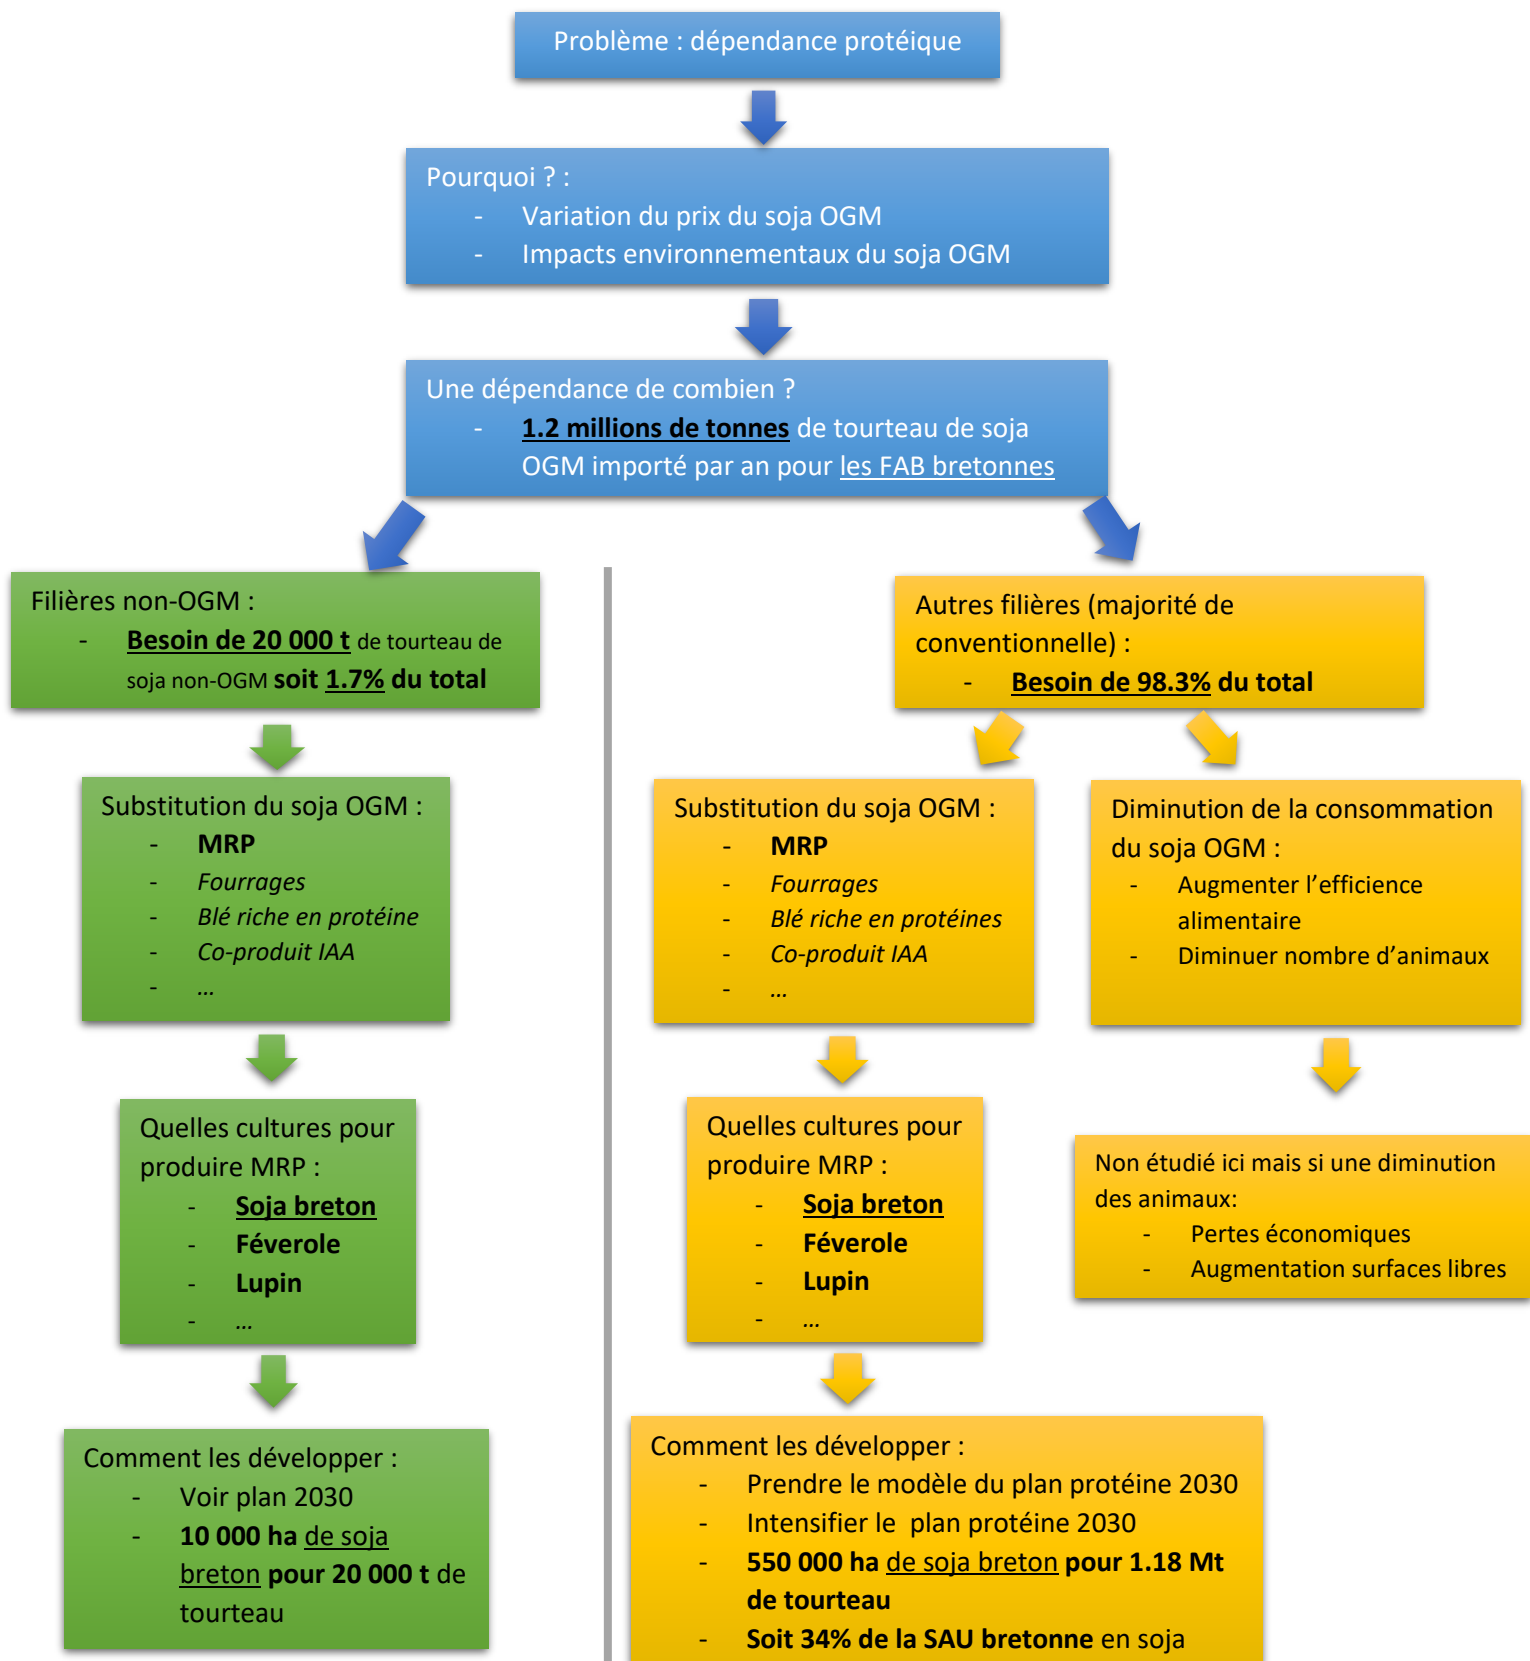 Problème : dépendance protéique
Pourquoi ? :
- Variation du prix du soja OGM
- Impacts environnementaux du soja OGM
Une dépendance de combien ?
- 1.2 millions de tonnes de tourteau de soja
OGM importé par an pour les FAB bretonnes
Filières non-OGM :
- Besoin de 20 000 t de tourteau de
soja non-OGM soit 1.7% du total
Substitution du soja OGM :
- MRP
- Fourrages
- Blé riche en protéine
- Co-produit IAA
- ...
Quelles cultures pour
produire MRP :
- Soja breton
- Féverole
- Lupin
- ...
Comment les développer :
- Voir plan 2030
- 10 000 ha de soja
breton pour 20 000 t de
tourteau
Autres filières (majorité de
conventionnelle) :
- Besoin de 98.3% du total
Substitution du soja OGM :
- MRP
- Fourrages
- Blé riche en protéines
- Co-produit IAA
- ...
Quelles cultures pour
produire MRP :
- Soja breton
- Féverole
- Lupin
- ...
Comment les développer :
- Prendre le modèle du plan protéine 2030
- Intensifier le plan protéine 2030
- 550 000 ha de soja breton pour 1.18 Mt
de tourteau
- Soit 34% de la SAU bretonne en soja
Diminution de la consommation
du soja OGM :
- Augmenter l’efficience
alimentaire
- Diminuer nombre d’animaux
Non étudié ici mais si une diminution
des animaux:
- Pertes économiques
- Augmentation surfaces libres